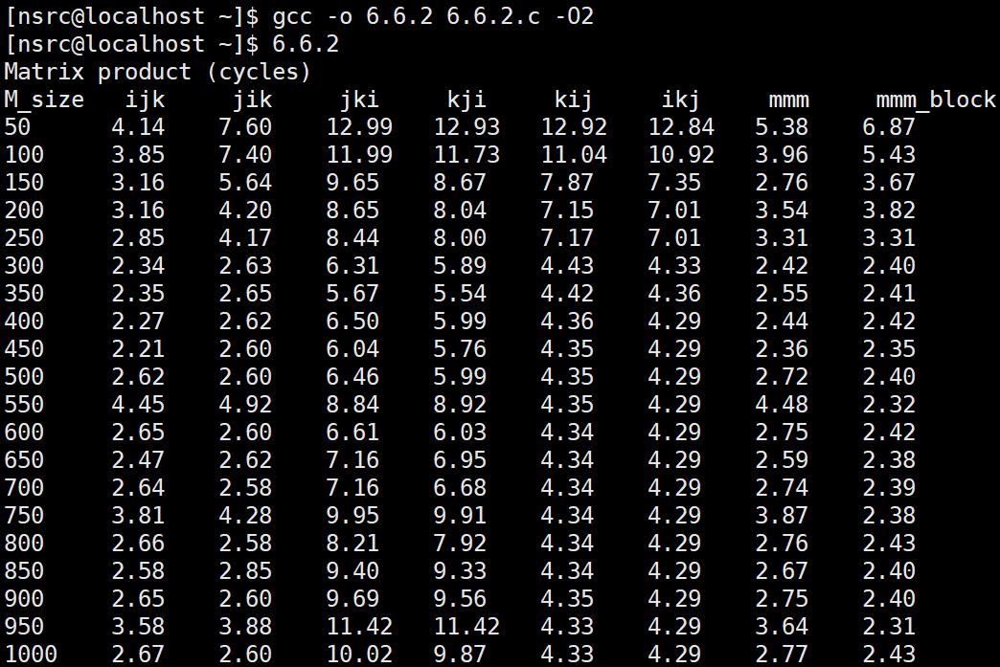 [nsrc@localhost ~]$ gcc -o 6.6.2 6.6.2.c -O2
[nsrc@localhost ~]$ 6.6.2
Matrix product (cycles)
M_size ijk jik jki kji kij ikj mmm mmm_block
50 4.14 7.60 12.99 12.93 12.92 12.84 5.38 6.87
100 3.85 7.40 11.99 11.73 11.04 10.92 3.96 5.43
150 3.16 5.64 9.65 8.67 7.87 7.35 2.76 3.67
200 3.16 4.20 8.65 8.04 7.15 7.01 3.54 3.82
250 2.85 4.17 8.44 8.00 7.17 7.01 3.31 3.31
300 2.34 2.63 6.31 5.89 4.43 4.33 2.42 2.40
350 2.35 2.65 5.67 5.54 4.42 4.36 2.55 2.41
400 2.27 2.62 6.50 5.99 4.36 4.29 2.44 2.42
450 2.21 2.60 6.04 5.76 4.35 4.29 2.36 2.35
500 2.62 2.60 6.46 5.99 4.35 4.29 2.72 2.40
550 4.45 4.92 8.84 8.92 4.35 4.29 4.48 2.32
600 2.65 2.60 6.61 6.03 4.34 4.29 2.75 2.42
650 2.47 2.62 7.16 6.95 4.34 4.29 2.59 2.38
700 2.64 2.58 7.16 6.68 4.34 4.29 2.74 2.39
750 3.81 4.28 9.95 9.91 4.34 4.29 3.87 2.38
800 2.66 2.58 8.21 7.92 4.34 4.29 2.76 2.43
850 2.58 2.85 9.40 9.33 4.34 4.29 2.67 2.40
900 2.65 2.60 9.69 9.56 4.35 4.29 2.75 2.40
950 3.58 3.88 11.42 11.42 4.33 4.29 3.64 2.31
1000 2.67 2.60 10.02 9.87 4.33 4.29 2.77 2.43